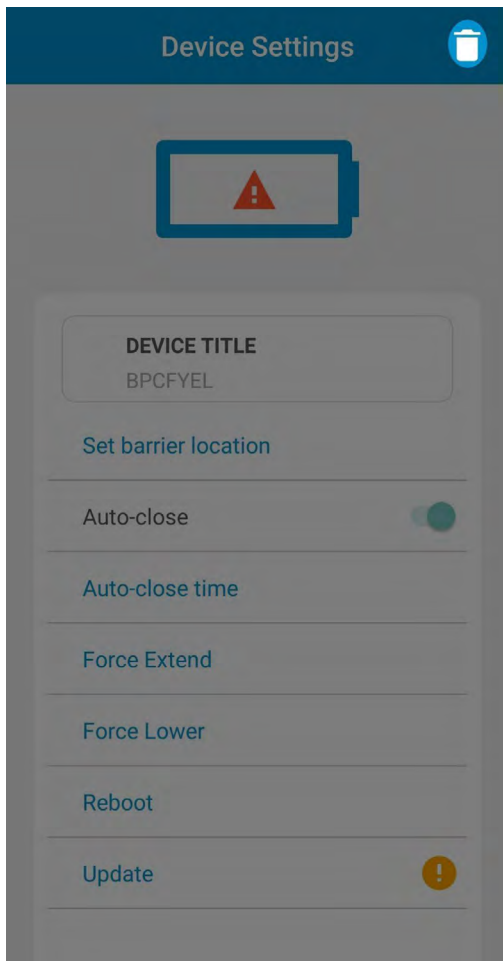 Device Settings
DEVICE TITLE
BPCFYEL
Set barrier location
Auto-close
Auto-close time
Force Extend
Force Lower
Reboot
Update